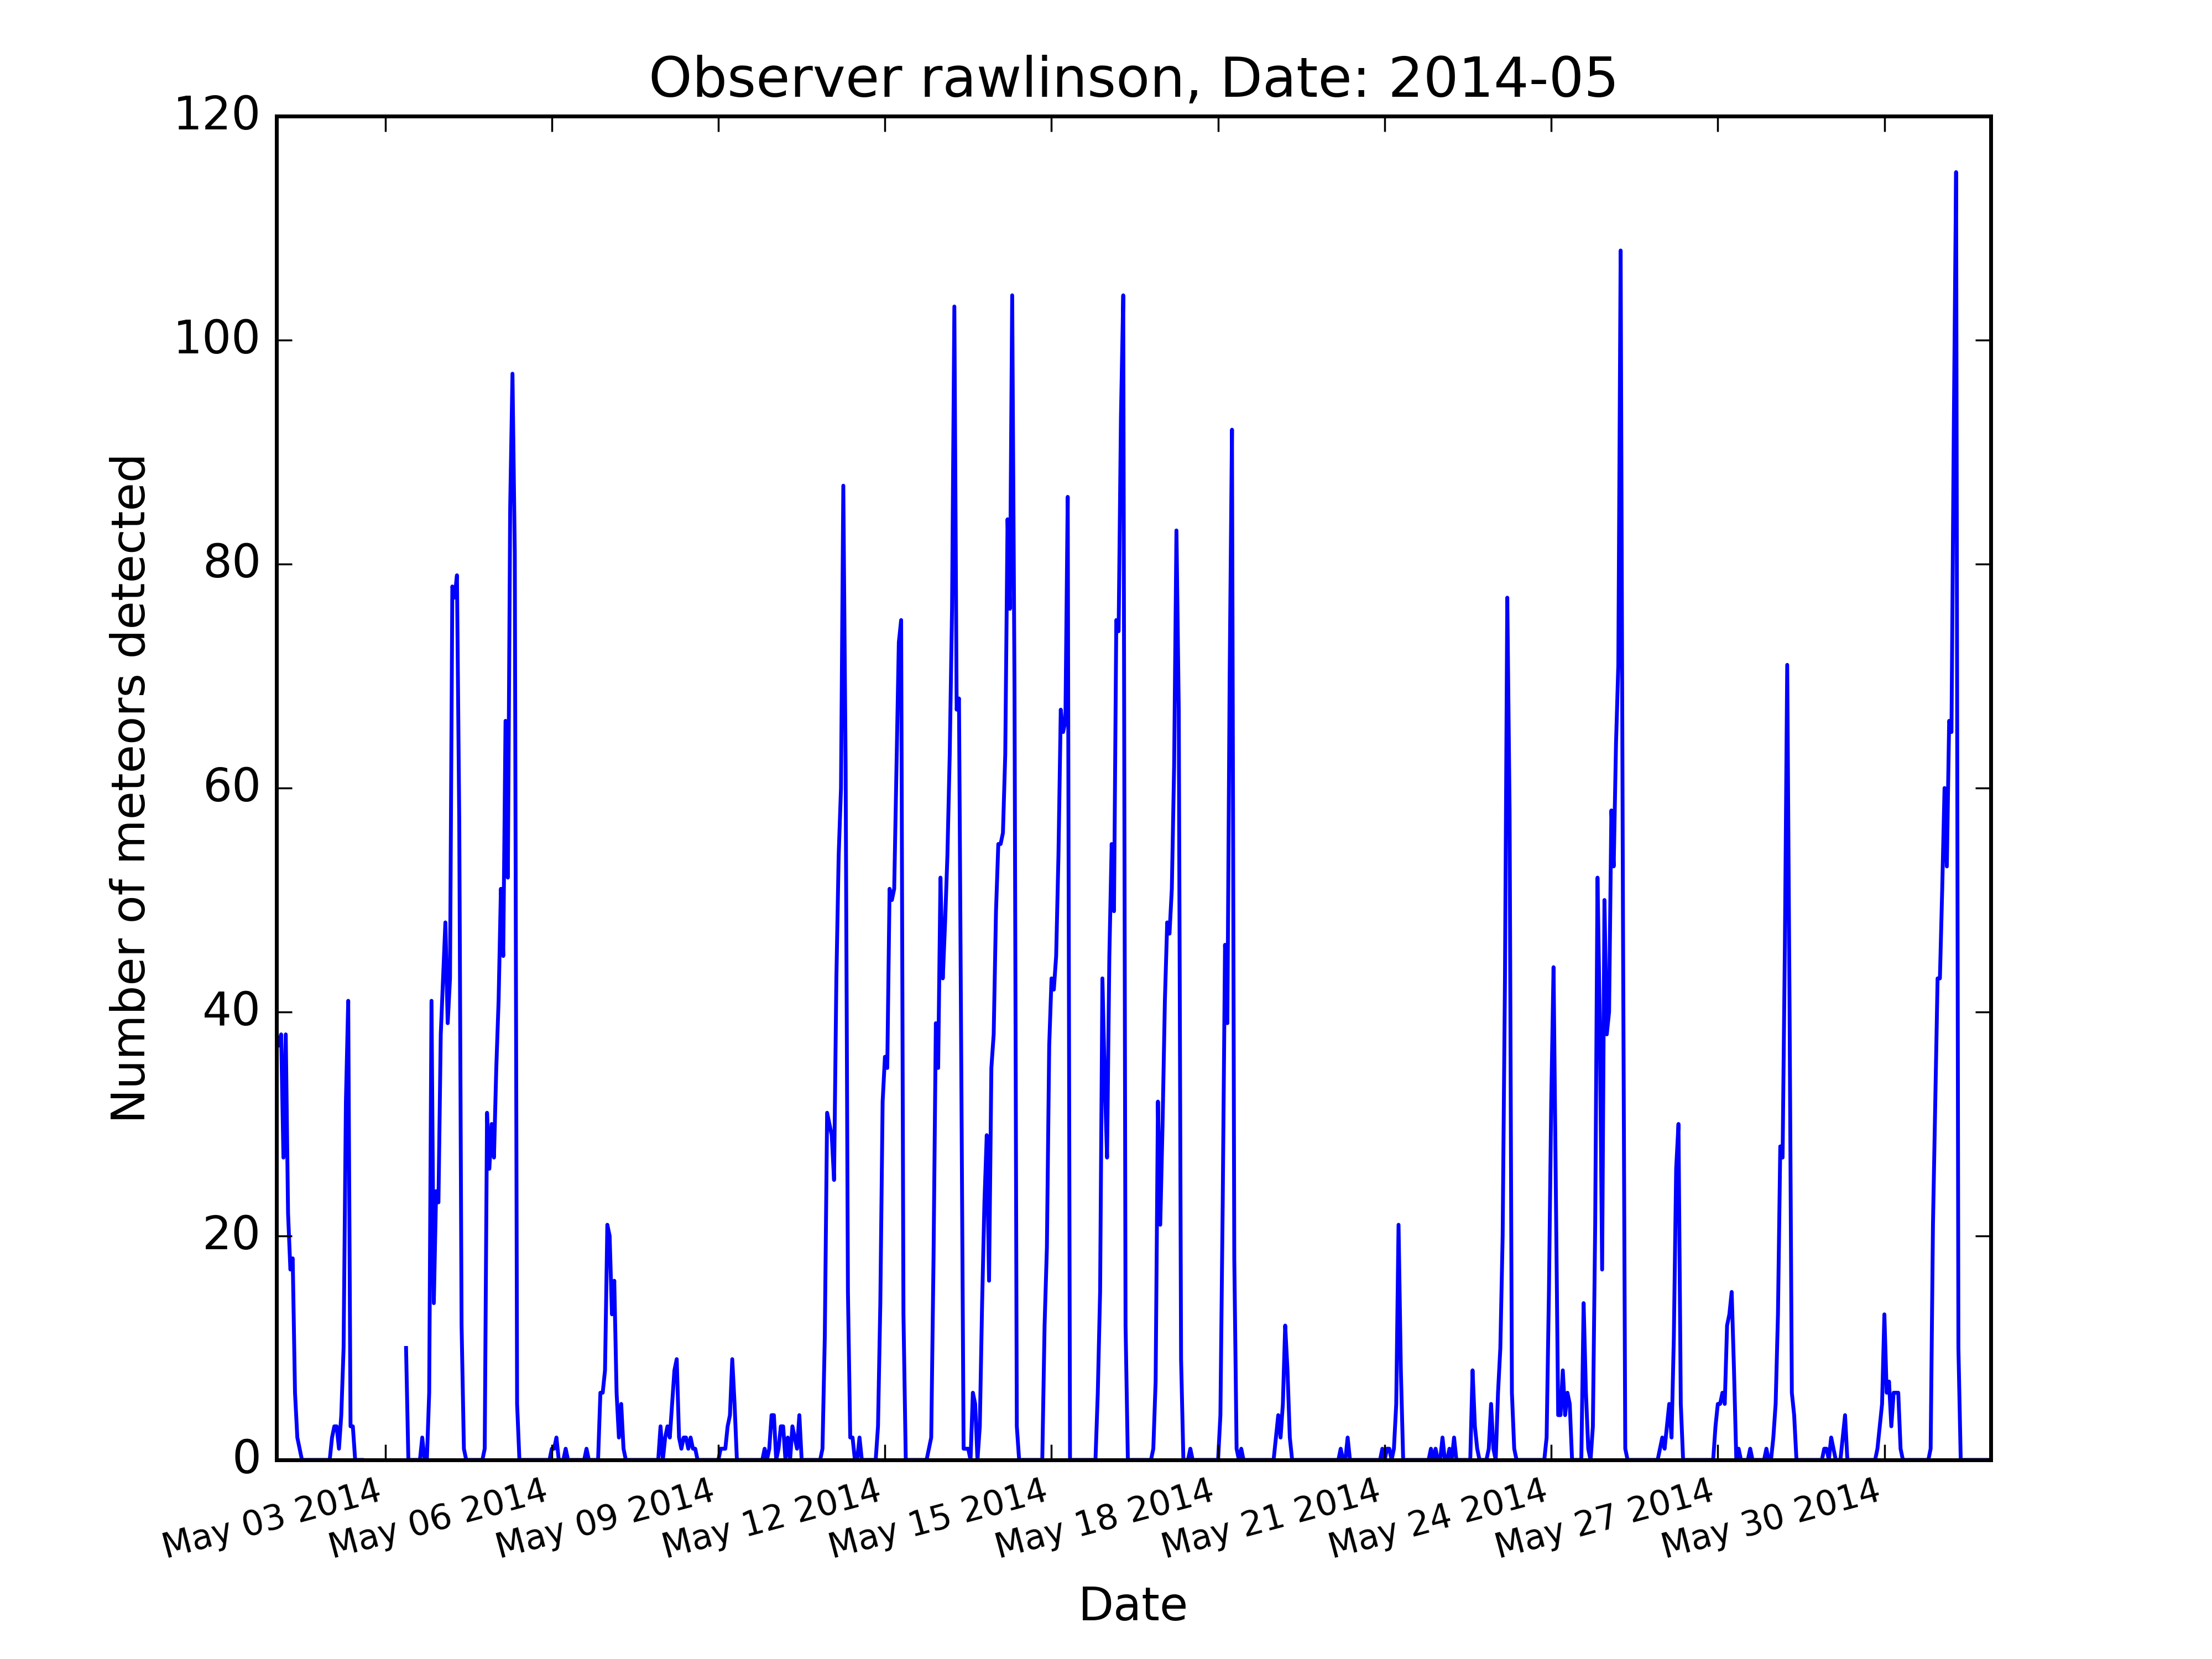 Observer rawlinson, Date: 2014-05
120
100
80
60
40
20
0
Number of meteors detected
May 03 2014
May 06 2014
May 09 2014
May 12 2014
May 15 2014
May 18 2014
May 21 2014
May 24 2014
May 27 2014
May 30 2014
Date